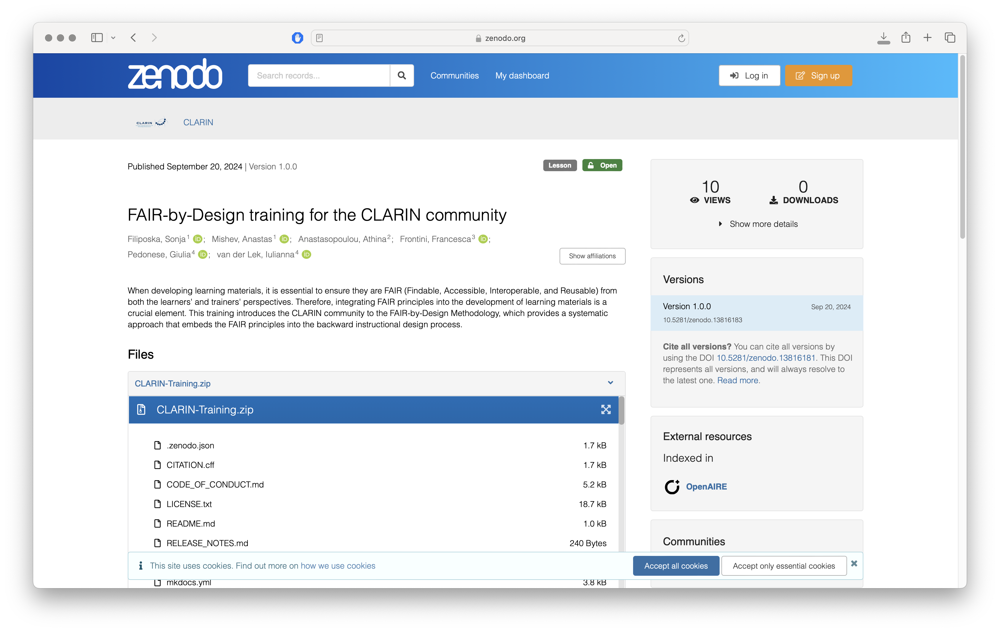 zenodo.org
zenodo
Search records...
Communities
My dashboard
Log in
Sign up
CLARIN
CLARIN
Published September 20, 2024 | Version 1.0.0
Lesson
Open
FAIR-by-Design training for the CLARIN community
Filiposka, Sonja1 iD; Mishev, Anastas1 iD; Anastasopoulou, Athina2; Frontini, Francesca3 iD;
Pedonese, Giulia4 iD; van der Lek, Iulianna4 iD
Show affiliations
When developing learning materials, it is essential to ensure they are FAIR (Findable, Accessible, Interoperable, and Reusable) from
both the learners' and trainers' perspectives. Therefore, integrating FAIR principles into the development of learning materials is a
crucial element. This training introduces the CLARIN community to the FAIR-by-Design Methodology, which provides a systematic
approach that embeds the FAIR principles into the backward instructional design process.
Files
CLARIN-Training.zip
CLARIN-Training.zip
.zenodo.json 1.7 kB
CITATION.cff 1.7 kB
CODE_OF_CONDUCT.md 5.2 kB
LICENSE.txt 18.7 kB
README.md 1.0 kB
RELEASE_NOTES.md 240 Bytes
mkdocs.yml 3.8 kB
10 VIEWS
0 DOWNLOADS
Show more details
Versions
Version 1.0.0 Sep 20, 2024
10.5281/zenodo.13816183
Cite all versions? You can cite all versions by
using the DOI 10.5281/zenodo.13816181. This DOI
represents all versions, and will always resolve to
the latest one. Read more.
External resources
Indexed in
OpenAIRE
Communities
This site uses cookies. Find out more on how we use cookies
Accept all cookies
Accept only essential cookies